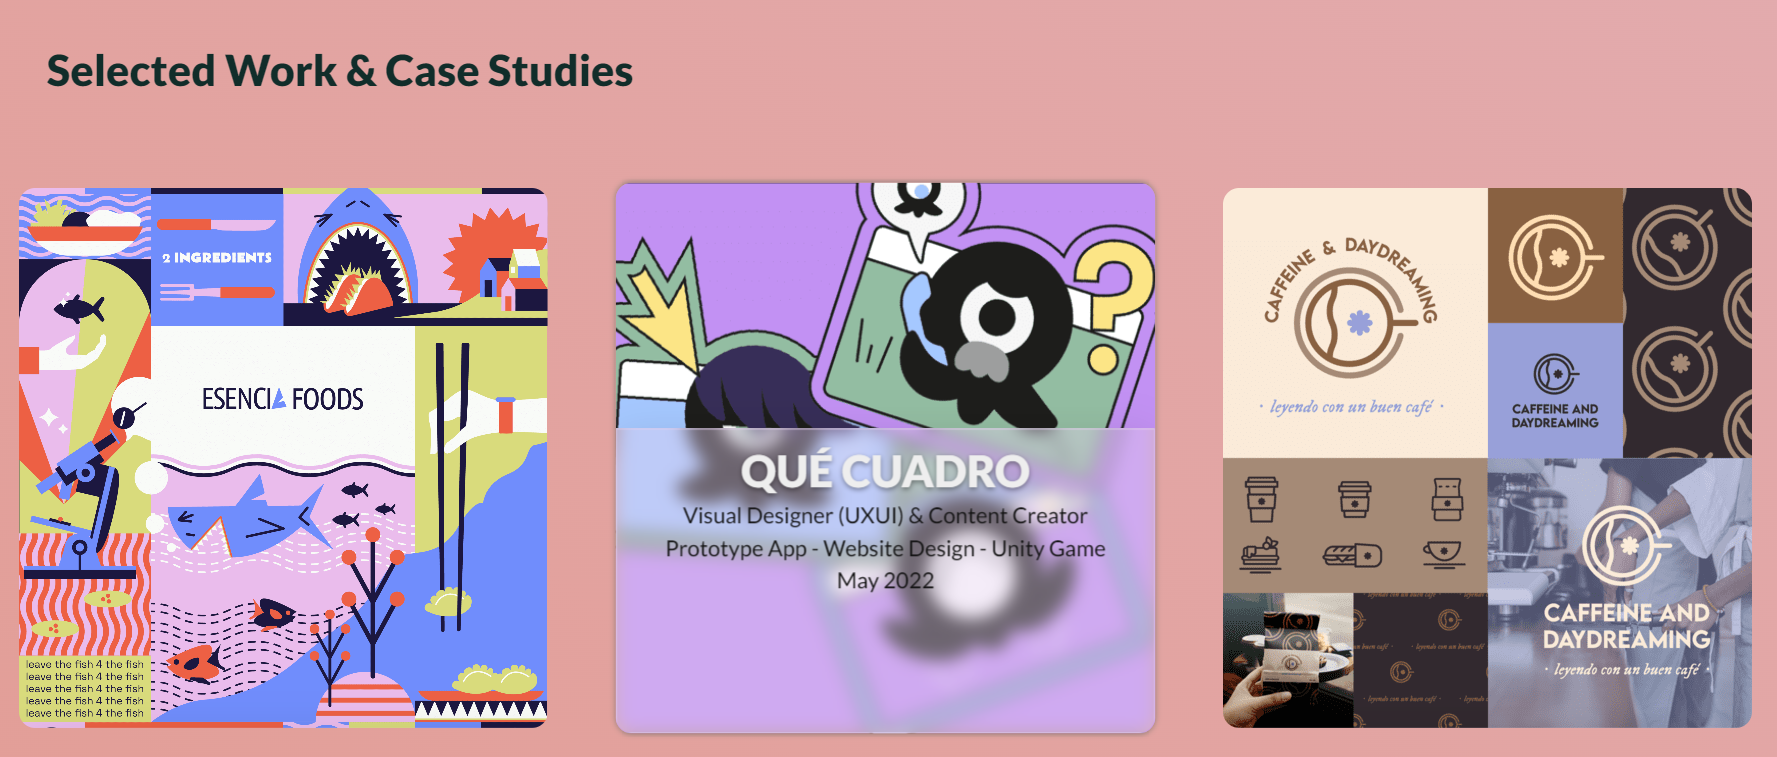 Selected Work & Case Studies
2 INGREDIENTS
ESENCIA FOODS
leave the fish 4 the fish
leave the fish 4 the fish
leave the fish 4 the fish
leave the fish 4 the fish
leave the fish 4 the fish
?
QUÉ CUADRO
Visual Designer (UXUI) & Content Creator
Prototype App - Website Design - Unity Game
May 2022
CAFFEINE & DAYDREAMING
· leyendo con un buen café ·
CAFFEINE AND
DAYDREAMING
CAFFEINE AND
DAYDREAMING
· leyendo con un buen café ·